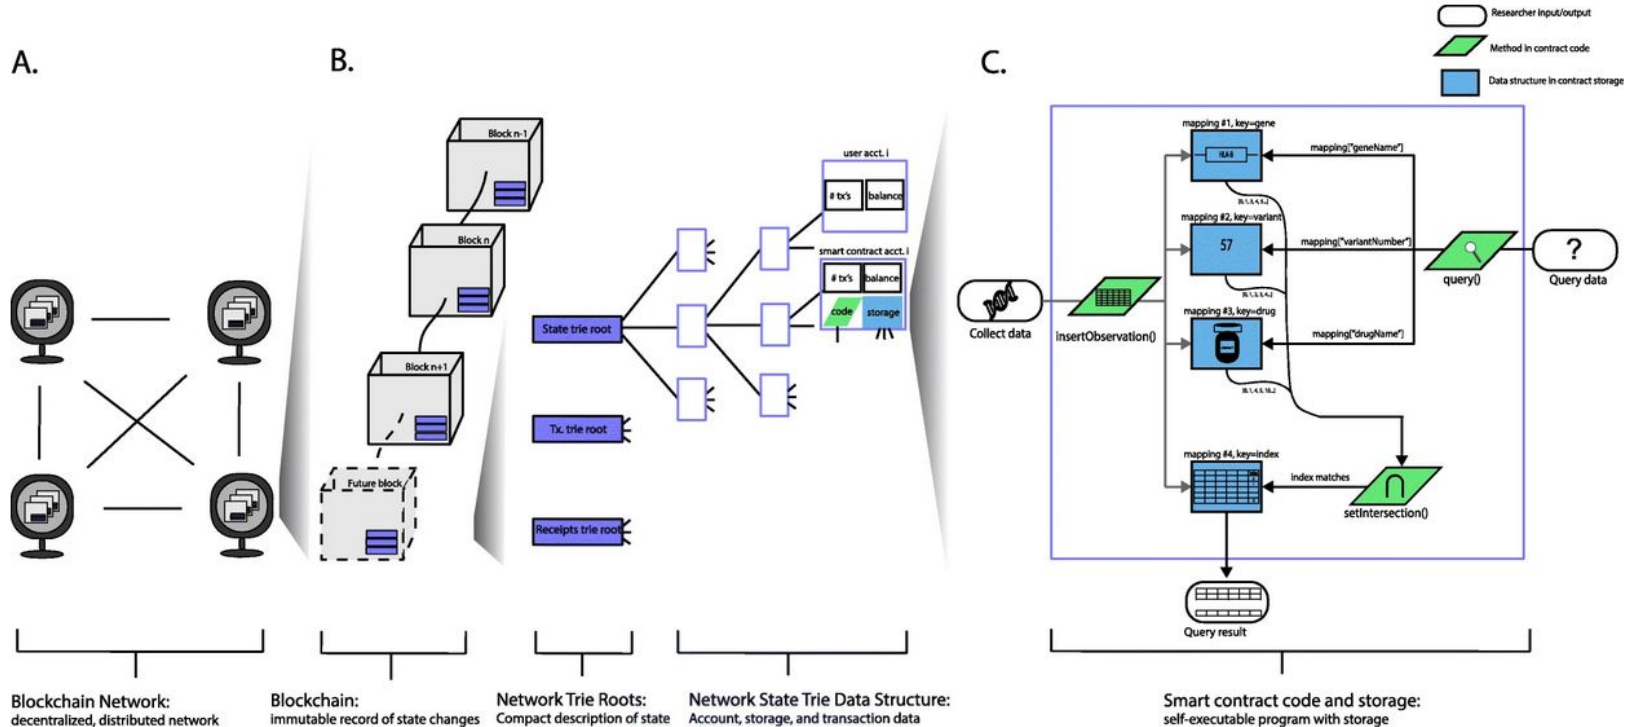 A.
B.
C.
Researcher input/output
Method in contract code
Data structure in contract storage
Block n-1
Block n
Block n+1
Future block
State trie root
Tx. trie root
Receipts trie root
user acct. i
# tx's
balance
smart contract acct. i
# tx's
balance
code
storage
Collect data
insertObservation()
mapping #1, key=gene
HLA-B
mapping["geneName"]
mapping #2, key=variant
57
mapping["variantNumber"]
mapping #3, key=drug
mapping["drugName"]
query()
?
Query data
mapping #4, key=index
index matches
setIntersection()
Query result
Blockchain Network:
decentralized, distributed network
Blockchain:
immutable record of state changes
Network Trie Roots:
Compact description of state
Network State Trie Data Structure:
Account, storage, and transaction data
Smart contract code and storage:
self-executable program with storage